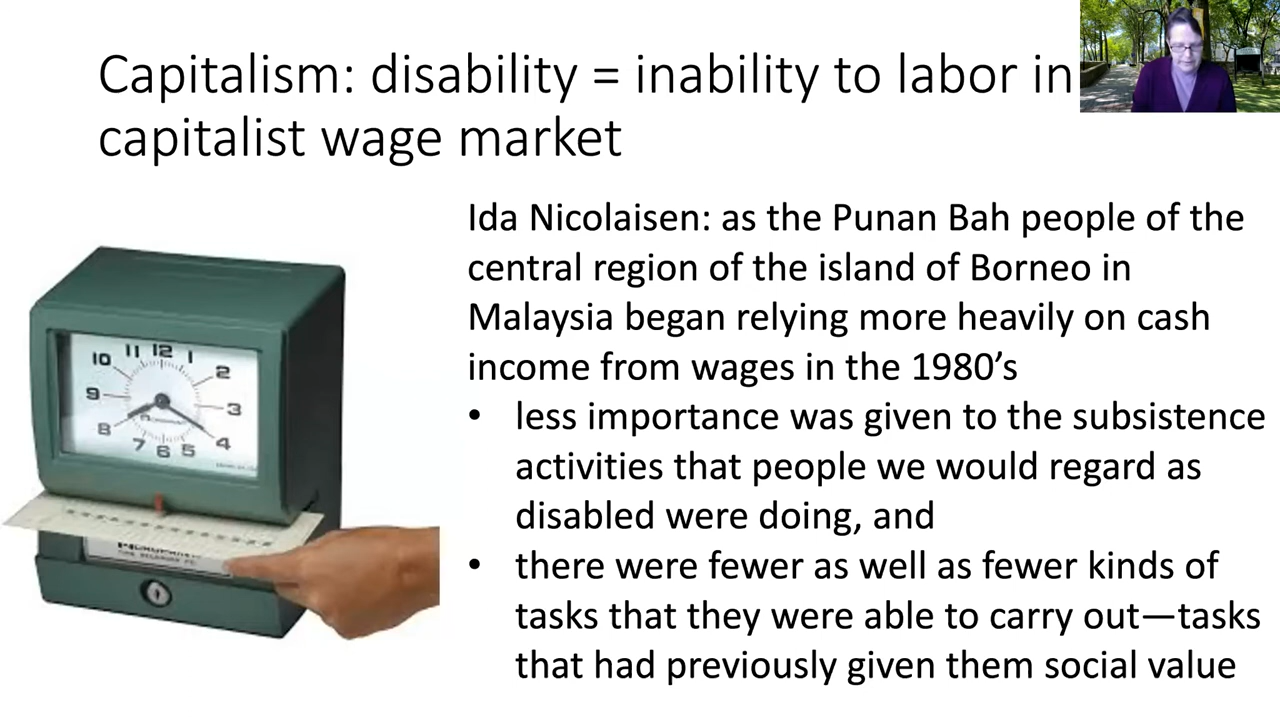 Capitalism: disability = inability to labor in
capitalist wage market
Ida Nicolaisen: as the Punan Bah people of the
central region of the island of Borneo in
Malaysia began relying more heavily on cash
income from wages in the 1980’s
• less importance was given to the subsistence
activities that people we would regard as
disabled were doing, and
• there were fewer as well as fewer kinds of
tasks that they were able to carry out—tasks
that had previously given them social value
11 12 1
10 2
9 3
8 4
7 6 5